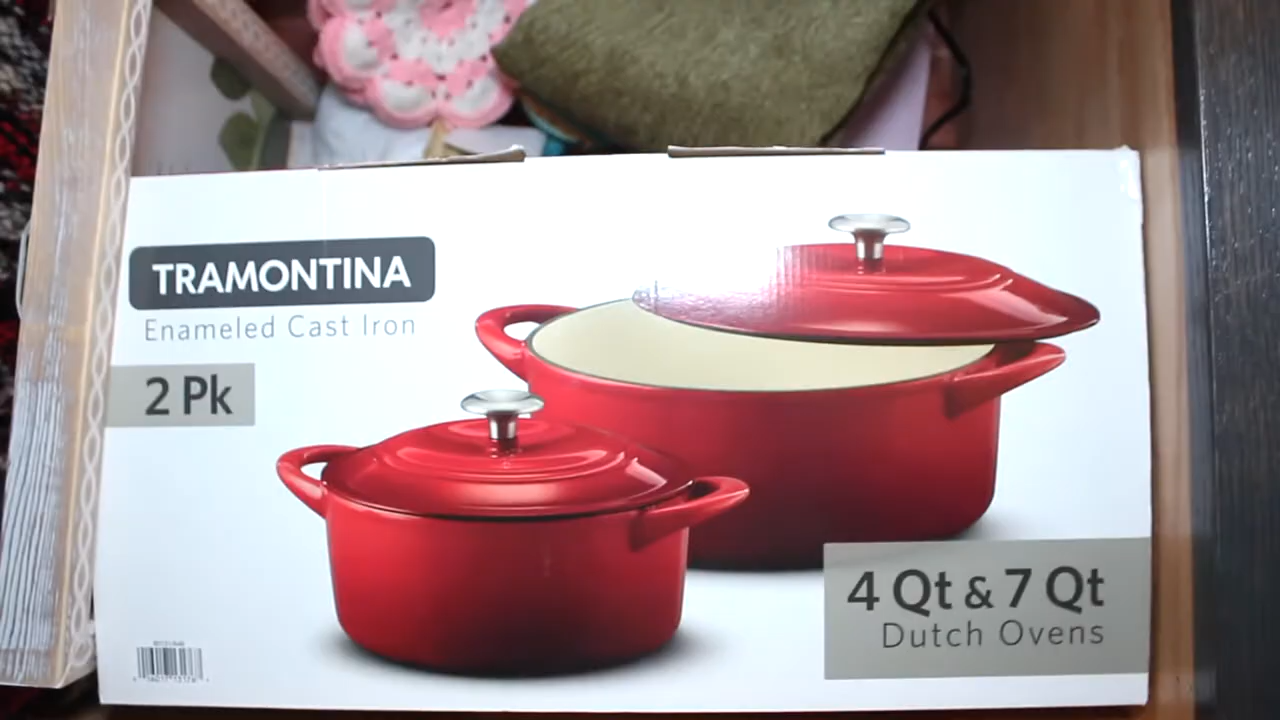 TRAMONTINA
Enameled Cast Iron
2 Pk
4 Qt & 7 Qt
Dutch Ovens